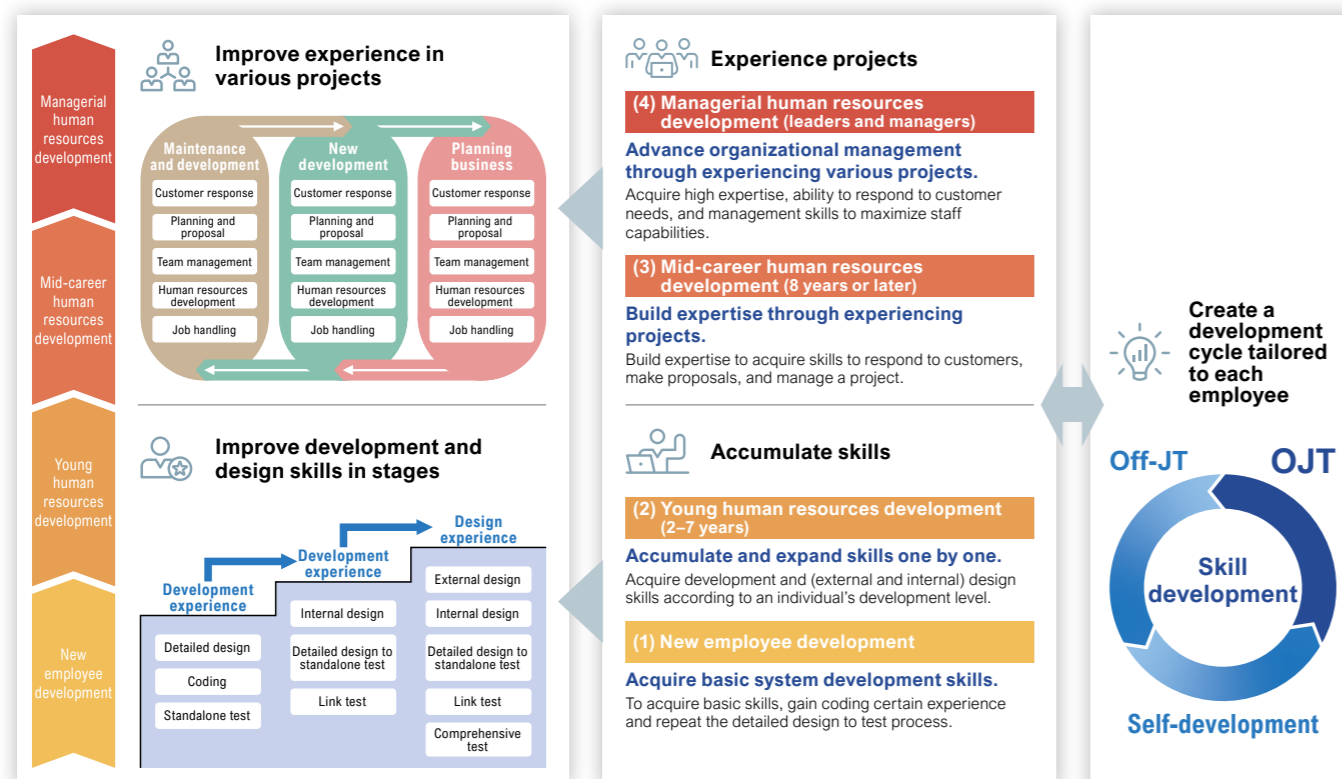 Managerial
human
resources
development
Mid-career
human
resources
development
Young
human
resources
development
New
employee
development
Improve experience in
various projects
Maintenance
and development
Customer response
Planning and
proposal
Team management
Human resources
development
Job handling
New
development
Customer response
Planning and
proposal
Team management
Human resources
development
Job handling
Planning
business
Customer response
Planning and
proposal
Team management
Human resources
development
Job handling
Improve development and
design skills in stages
Development
experience
Detailed design
Coding
Standalone test
Development
experience
Internal design
Detailed design to
standalone test
Link test
Design
experience
External design
Internal design
Detailed design to
standalone test
Link test
Comprehensive
test
Experience projects
(4) Managerial human resources
development (leaders and managers)
Advance organizational management
through experiencing various projects.
Acquire high expertise, ability to respond to customer
needs, and management skills to maximize staff
capabilities.
(3) Mid-career human resources
development (8 years or later)
Build expertise through experiencing
projects.
Build expertise to acquire skills to respond to customers,
make proposals, and manage a project.
Accumulate skills
(2) Young human resources development
(2–7 years)
Accumulate and expand skills one by one.
Acquire development and (external and internal) design
skills according to an individual's development level.
(1) New employee development
Acquire basic system development skills.
To acquire basic skills, gain coding certain experience
and repeat the detailed design to test process.
Create a
development
cycle tailored
to each
employee
Off-JT
OJT
Skill
development
Self-development